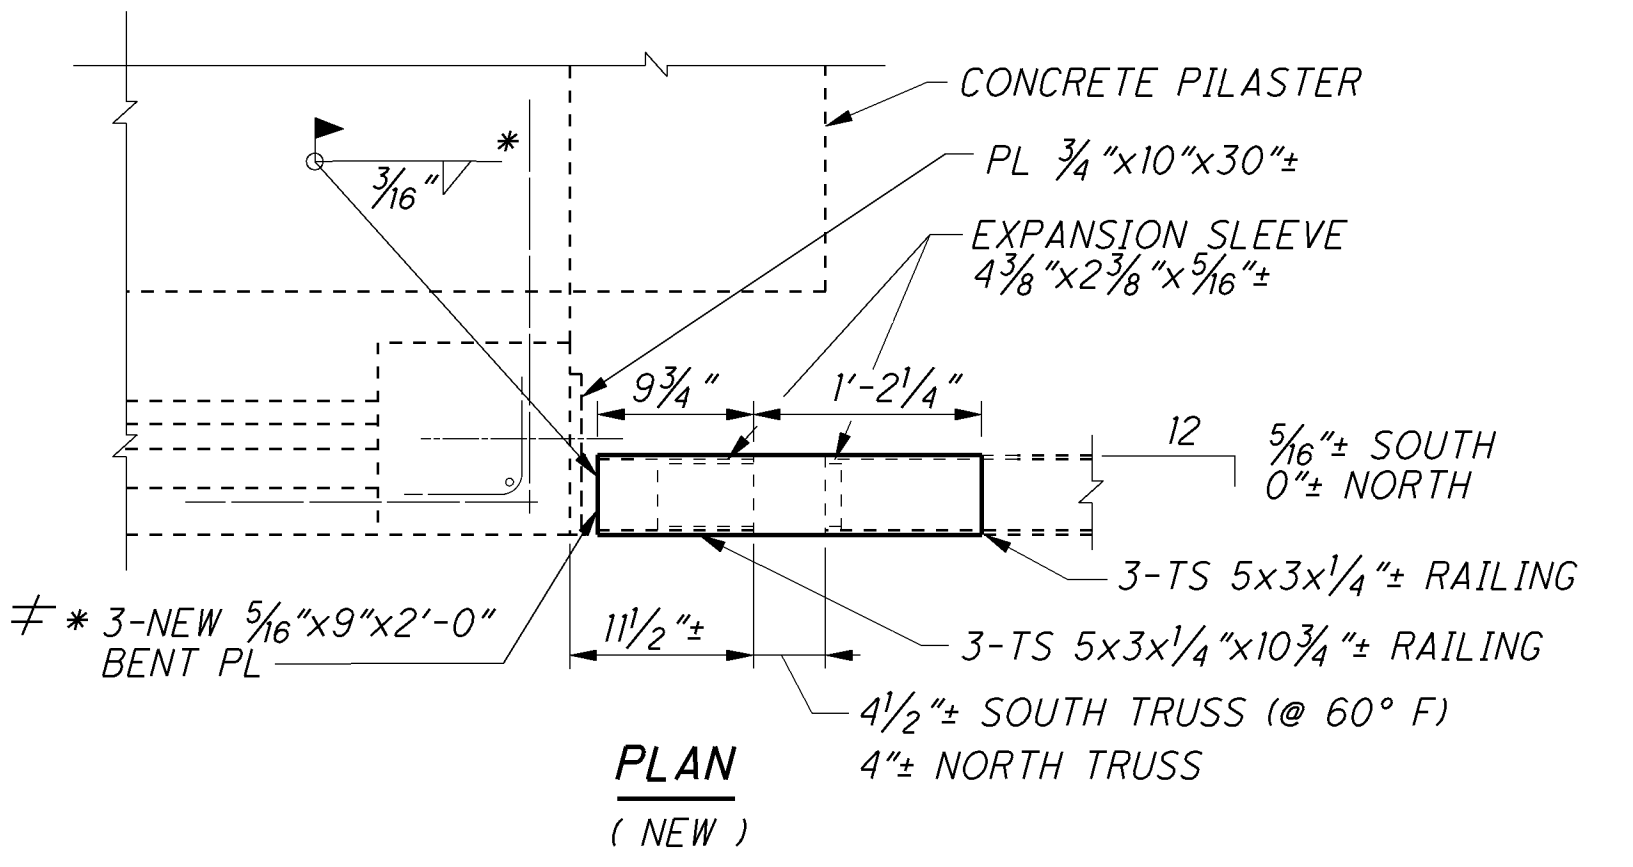 CONCRETE PILASTER
*
3/16"
PL 3/4"x10"x30"±
EXPANSION SLEEVE
4 3/8"x2 3/8"x5/16"±
9 3/4"
1'-2 1/4"
12
5/16"± SOUTH
0"± NORTH
3-TS 5x3x1/4"± RAILING
≠ * 3-NEW 5/16"x9"x2'-0"
BENT PL
11 1/2"±
3-TS 5x3x1/4"x10 3/4"± RAILING
4 1/2"± SOUTH TRUSS (@ 60° F)
4"± NORTH TRUSS
PLAN
( NEW )